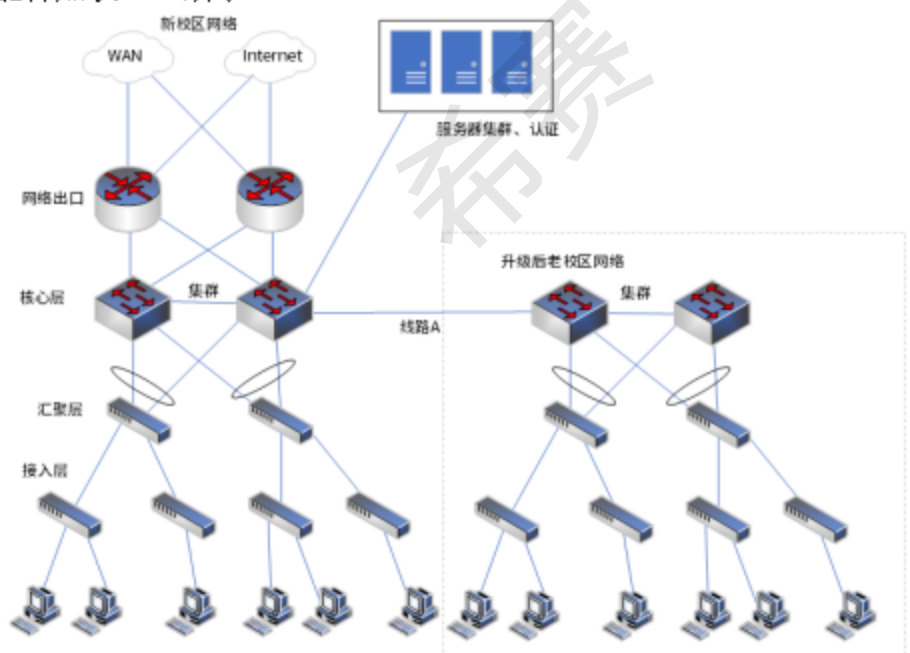 新校区网络
WAN
Internet
服务器集群、认证
网络出口
升级后老校区网络
核心层
集群
集群
线路A
汇聚层
接入层
希赛